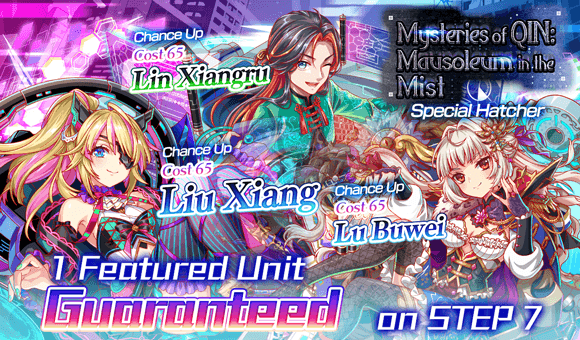 Chance Up
Cost 65
Lin Xiangru
Mysteries of QIN:
Mausoleum in the
Mist
Special Hatcher
Chance Up
Cost 65
Liu Xiang
Chance Up
Cost 65
Lu Buwei
1 Featured Unit
Guaranteed
on STEP 7